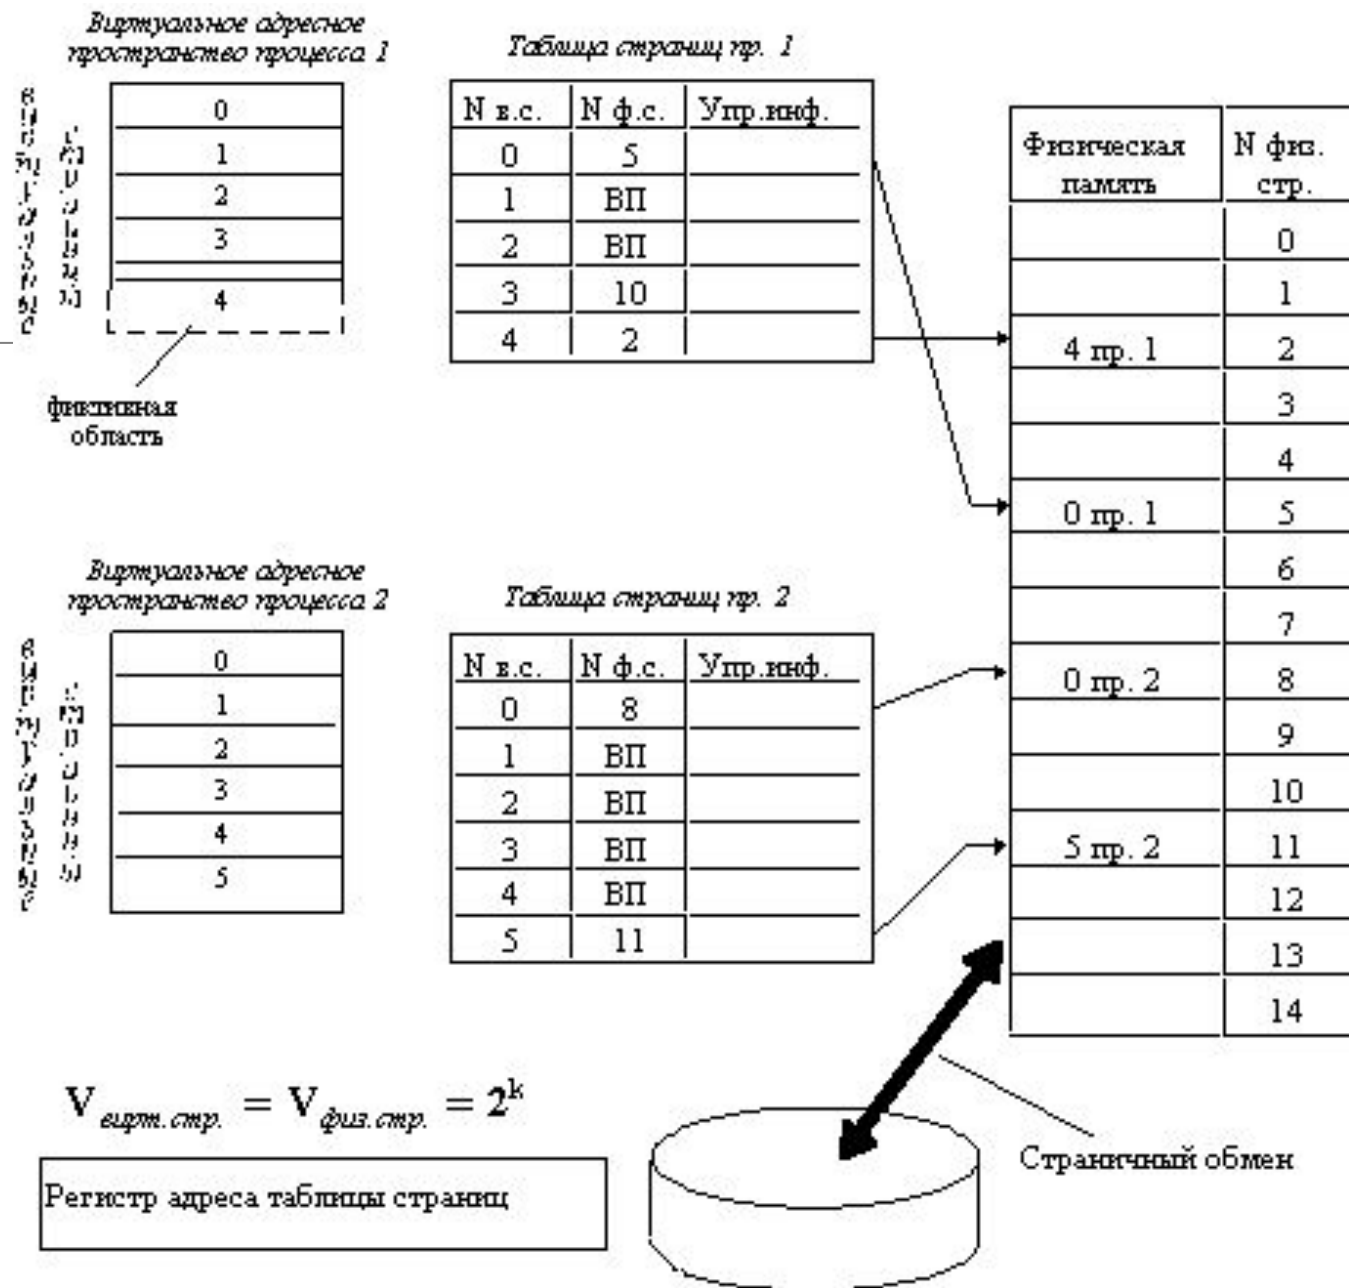 Виртуальное адресное
пространство процесса 1
0
1
2
3
4
фиктивная
область
Таблица страниц пр. 1
N в.с. N ф.с. Упр.инф.
0 5
1 ВП
2 ВП
3 10
4 2
Физическая память N физ. стр.
0
1
4 пр. 1 2
3
4
0 пр. 1 5
6
7
0 пр. 2 8
9
10
5 пр. 2 11
12
13
14
Виртуальное адресное
пространство процесса 2
0
1
2
3
4
5
Таблица страниц пр. 2
N в.с. N ф.с. Упр.инф.
0 8
1 ВП
2 ВП
3 ВП
4 ВП
5 11
V вирт.стр. = V физ.стр. = 2^k
Регистр адреса таблицы страниц
Страничный обмен